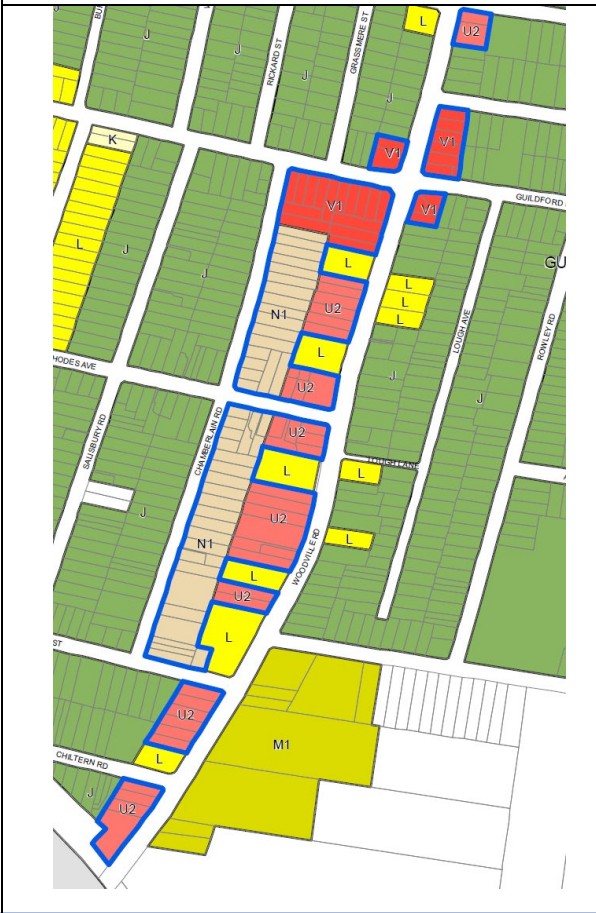 BU
RICKARD ST
GRASSMERE ST
L
U2
J
J
J
J
K
V1
V1
V1
V1
GUILDFORD
L
J
J
L
GU
N1
U2
L
L
L
L
J
U2
LOUGH AVE
J
ROWLEY RD
HODES AVE
SALISBURY RD
CHAMBERLAIN RD
U2
L
LOUGH LANE
L
J
U2
L
N1
L
U2
WOODVILLE RD
L
ST
U2
L
M1
CHILTERN RD
J
U2